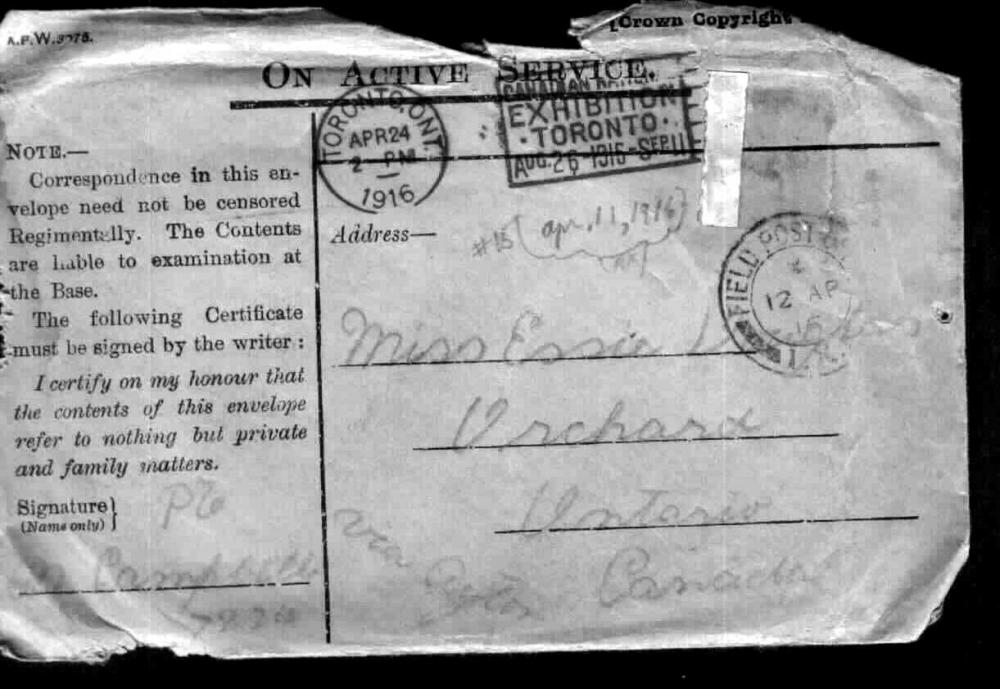 [Crown Copyright
ON ACTIVE SERVICE.
TORONTO, ONT.
APR 24
2 - PM
1916
EXHIBITION
·TORONTO·
AUG. 26 - 1916 - SEP. 11
NOTE.—
Correspondence in this en-
velope need not be censored
Regimentally. The Contents
are liable to examination at
the Base.
The following Certificate
must be signed by the writer:
I certify on my honour that
the contents of this envelope
refer to nothing but private
and family matters.
Signature}
(Name only)
Pte
Campbell
Address—
#15 (apr. 11, 1916)
FIELD POST
12 AP
Miss Essie
Orchard
Ontario
via
Canada